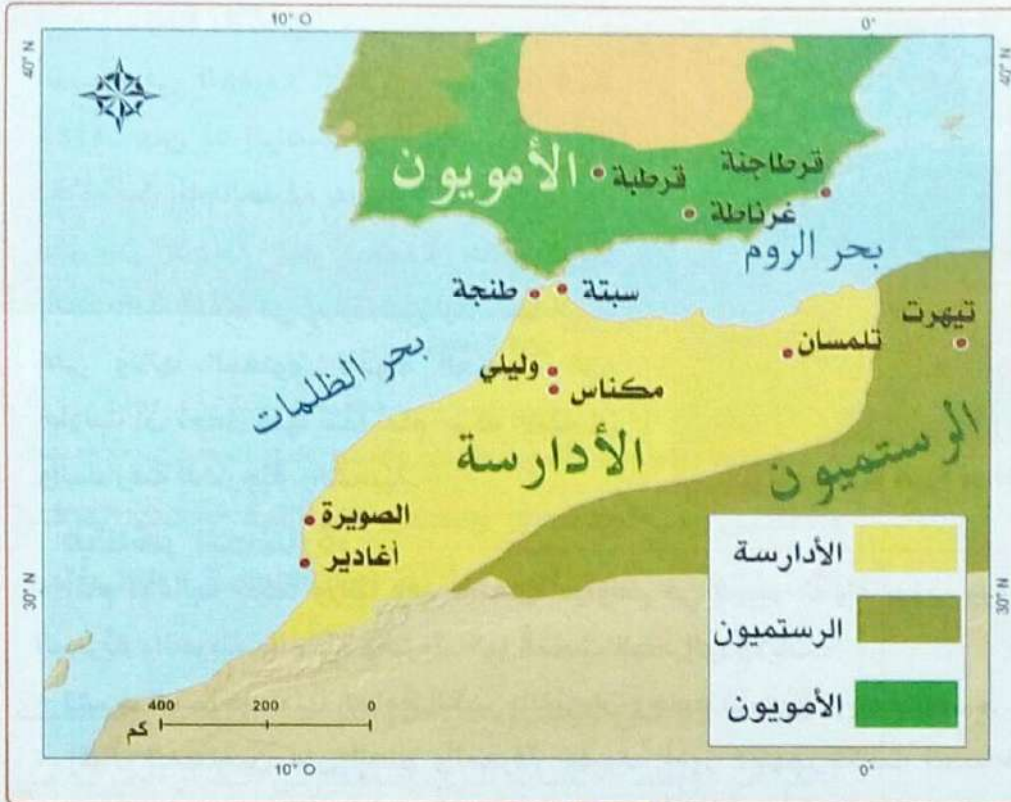 10° O
0°
40° N
40° N
الأمويون
قرطبة
قرطاجنة
غرناطة
بحر الروم
طنجة
سبتة
تيهرت
تلمسان
وليلي
مكناس
بحر الظلمات
الأدارسة
الرستميون
الصويرة
أغادير
30° N
30° N
الأدارسة
الرستميون
الأمويون
400 200 0
كم
10° O
0°